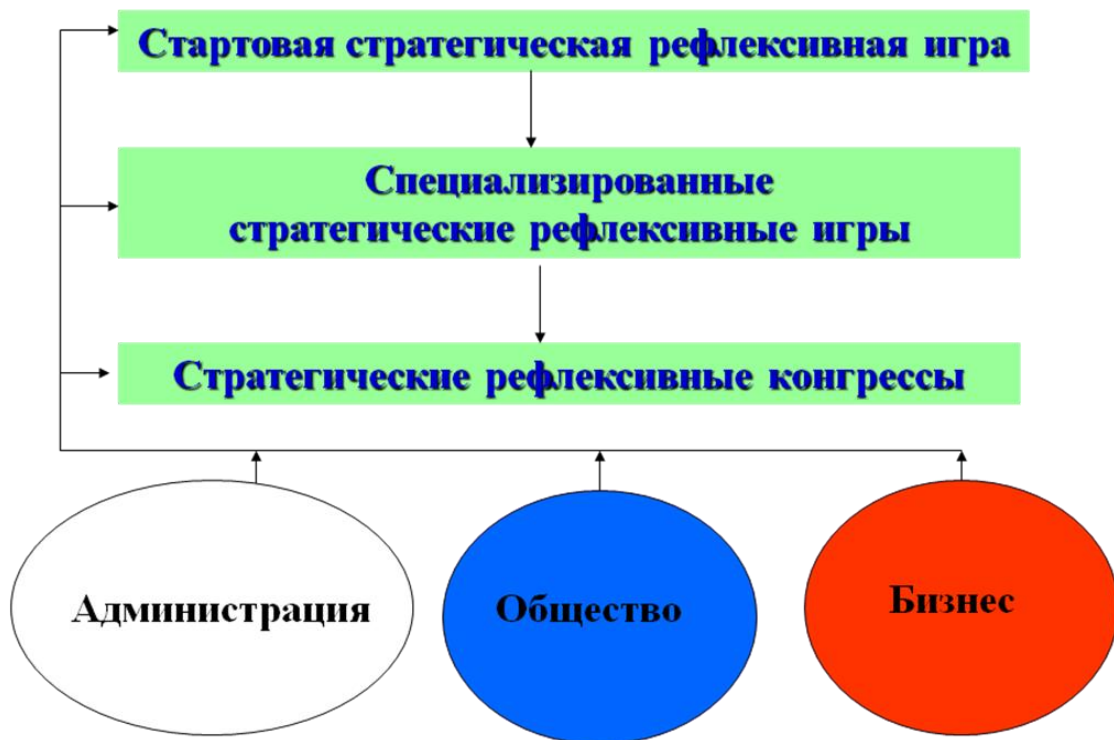 Стартовая стратегическая рефлексивная игра
Специализированные
стратегические рефлексивные игры
Стратегические рефлексивные конгрессы
Администрация
Общество
Бизнес